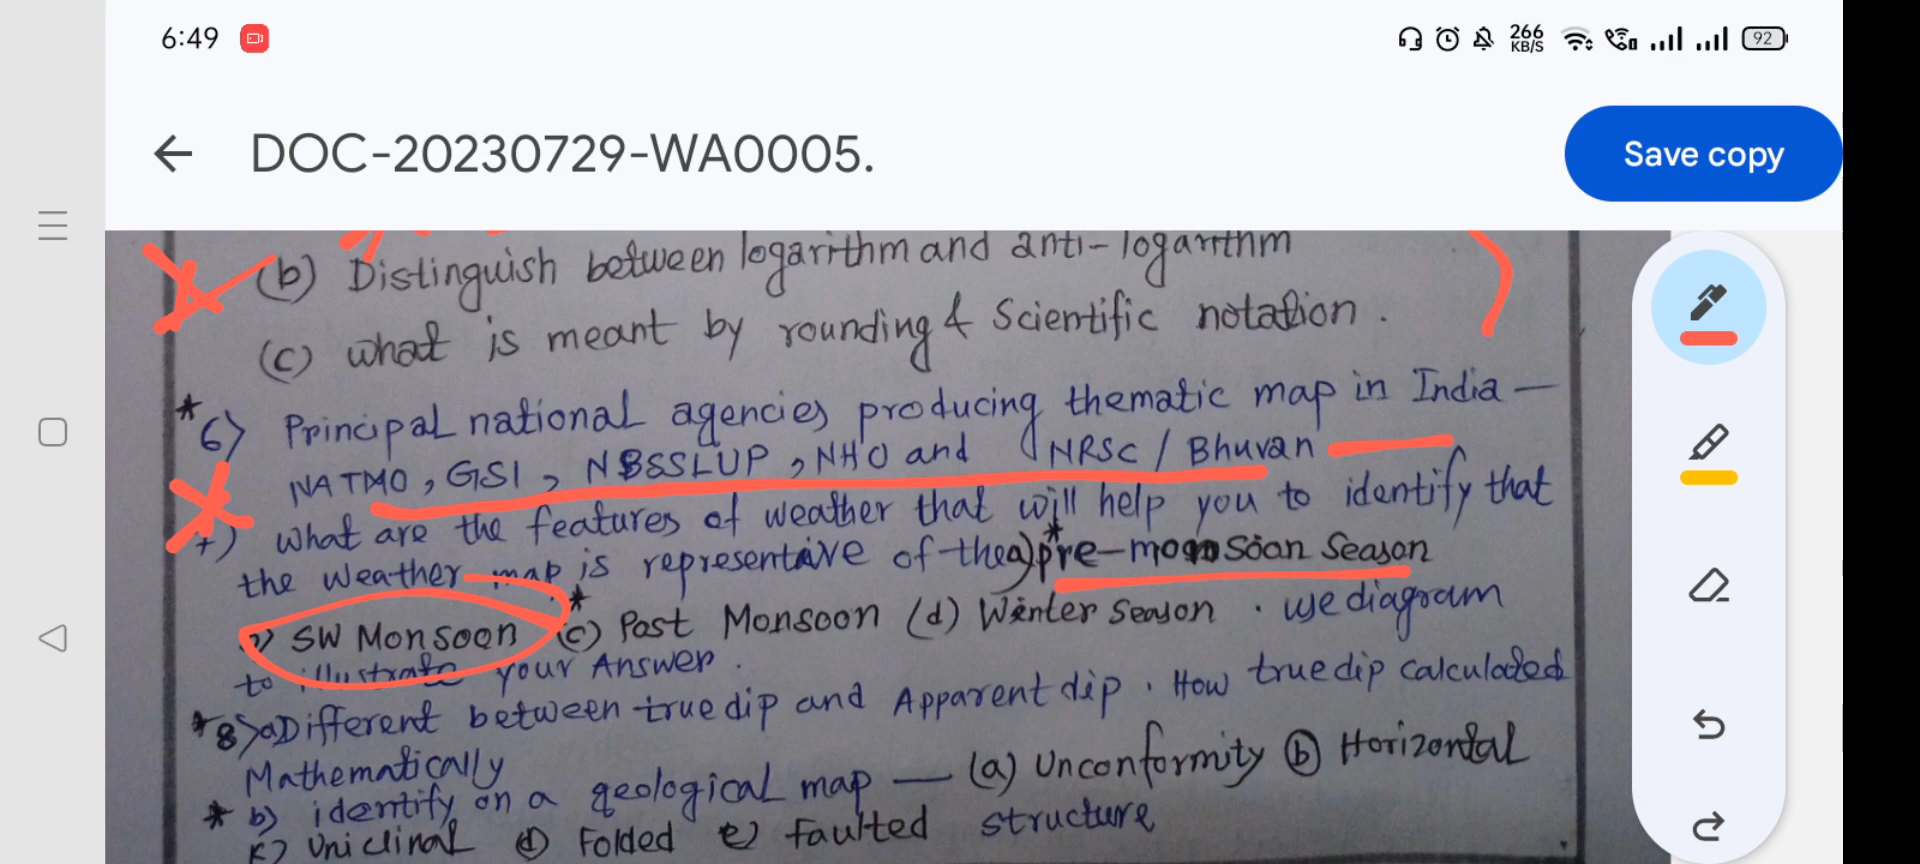 6:49
266 KB/S
92
DOC-20230729-WA0005.
Save copy
(b) Distinguish between logarithm and anti-logarithm
(c) what is meant by rounding & Scientific notation.
*6) Principal national agencies producing thematic map in India —
NATMO, GSI, NBSSLUP, NHO and NRSC / Bhuvan
7) what are the features of weather that will help you to identify that
the weather map is representive of the a) *pre-monsoon Season
b) SW Monsoon *(c) Post Monsoon (d) Winter Season. use diagram
to illustrate your Answer.
*8) a) Different between true dip and Apparent dip. How true dip calculated
Mathematically
* b) identify on a geological map — (a) Unconformity (b) Horizontal
c) Uniclinal (d) Folded e) faulted structure